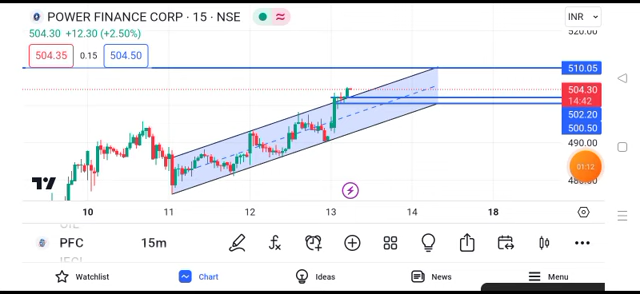 POWER FINANCE CORP · 15 · NSE
INR
504.30 +12.30 (+2.50%)
520.00
504.35 0.15 504.50
510.05
504.30
14:42
502.20
500.50
490.00
01:12
10 11 12 13 14 18
PFC 15m
Watchlist Chart Ideas News Menu